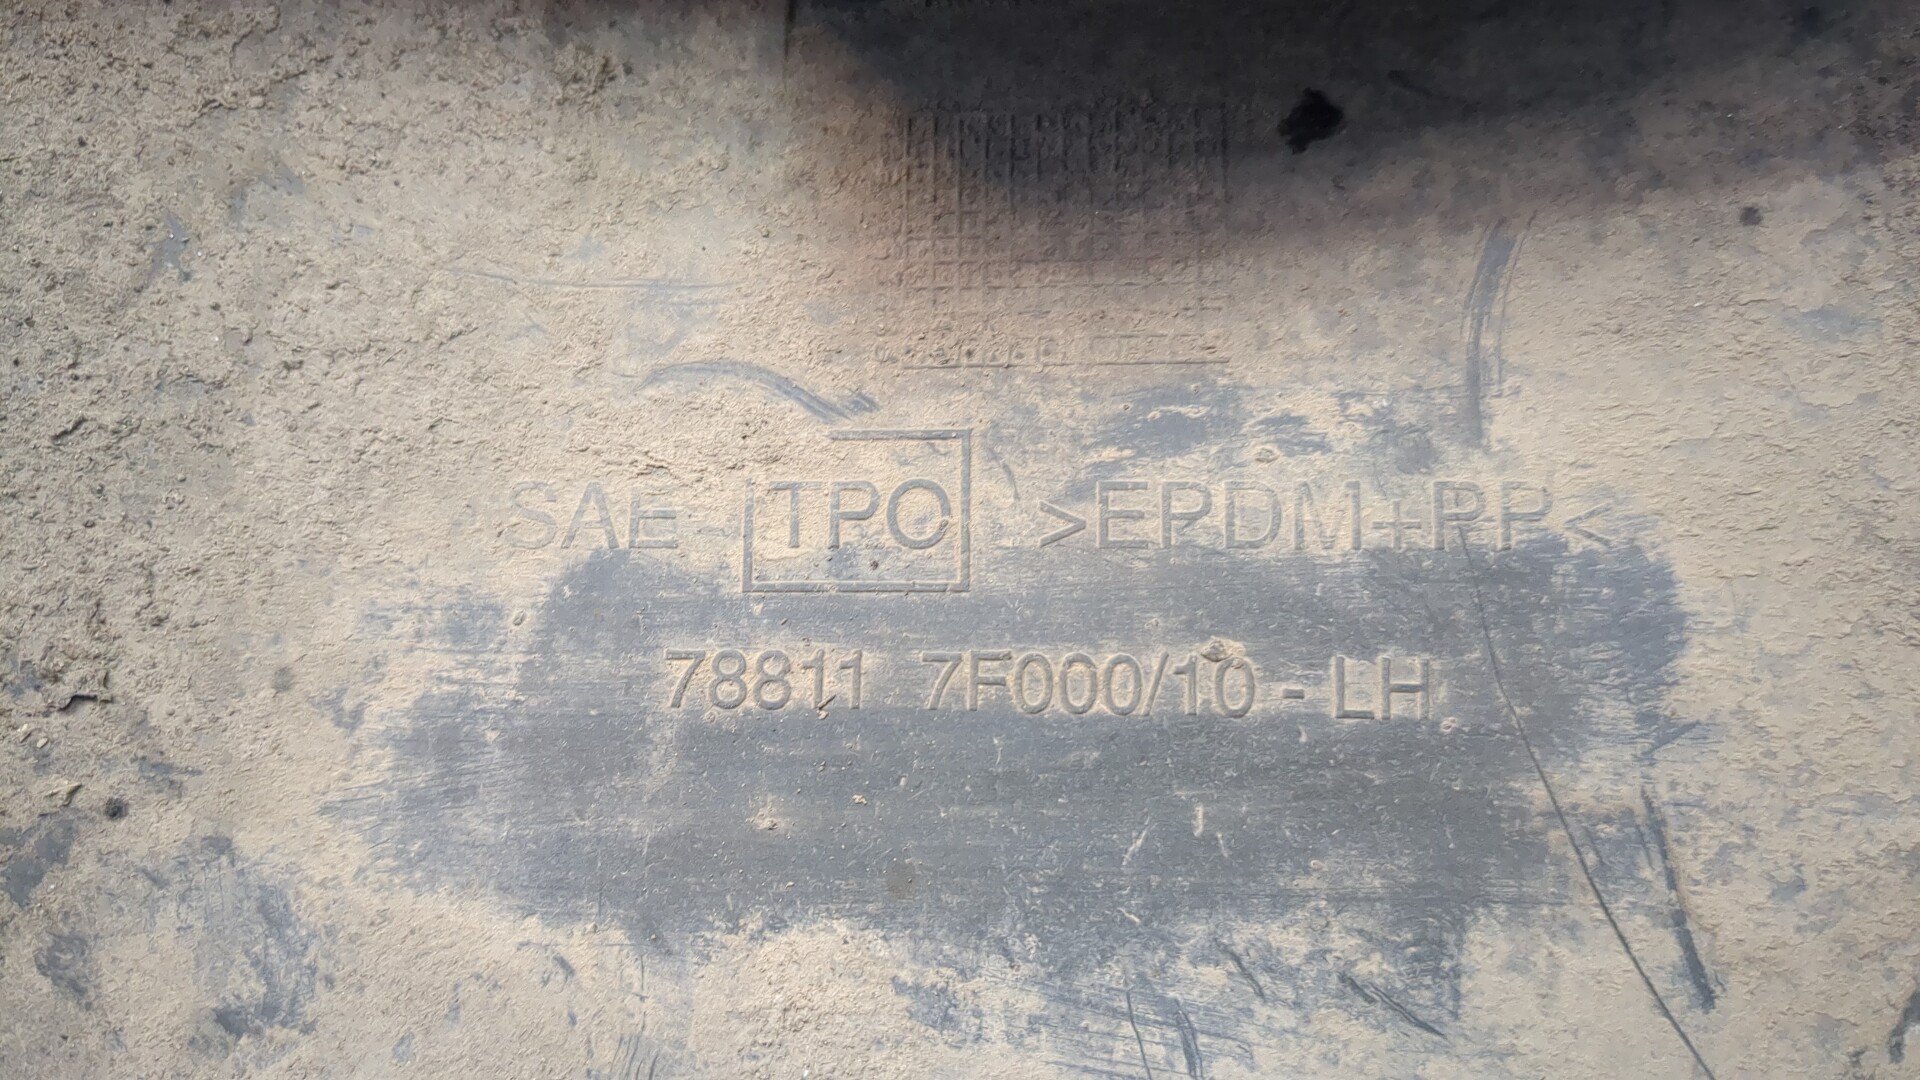 SAE TPO >EPDM+PP<
78811 7F000/10 - LH